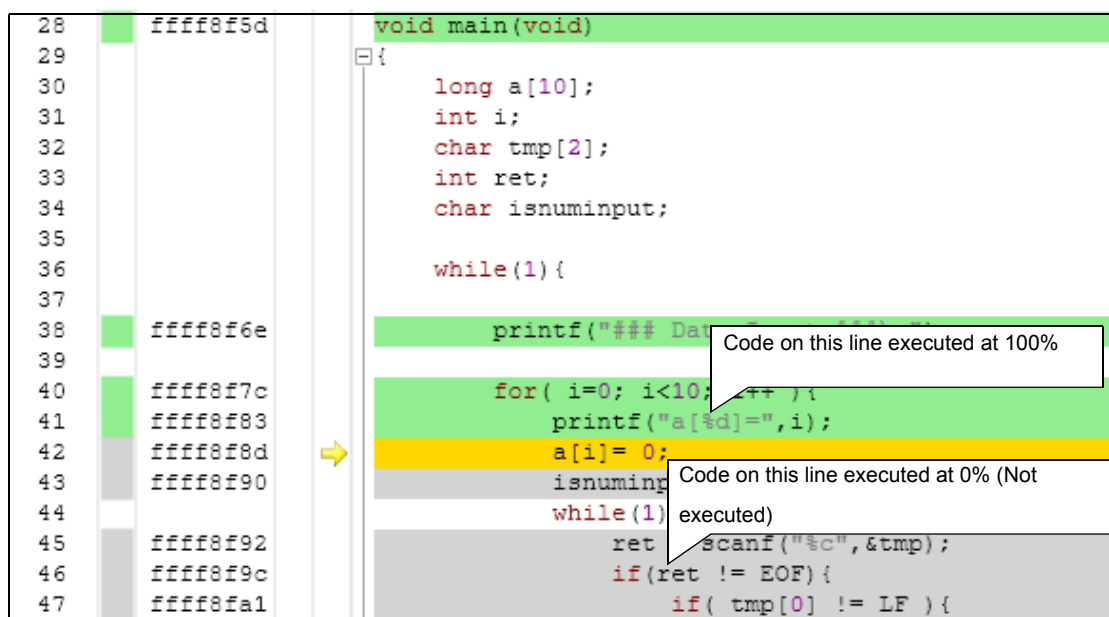 28 ffff8f5d void main(void)
29 {
30 long a[10];
31 int i;
32 char tmp[2];
33 int ret;
34 char isnuminput;
35
36 while(1){
37
38 ffff8f6e printf("###
Code on this line executed at 100%
39
40 ffff8f7c for( i=0; i<10; i++ ){
41 ffff8f83 printf("a[%d]=",i);
42 ffff8f8d a[i]= 0;
43 ffff8f90
Code on this line executed at 0% (Not
executed)
44 while(1)
45 ffff8f92 ret scanf("%c",&tmp);
46 ffff8f9c if(ret != EOF){
47 ffff8fa1 if( tmp[0] != LF ){